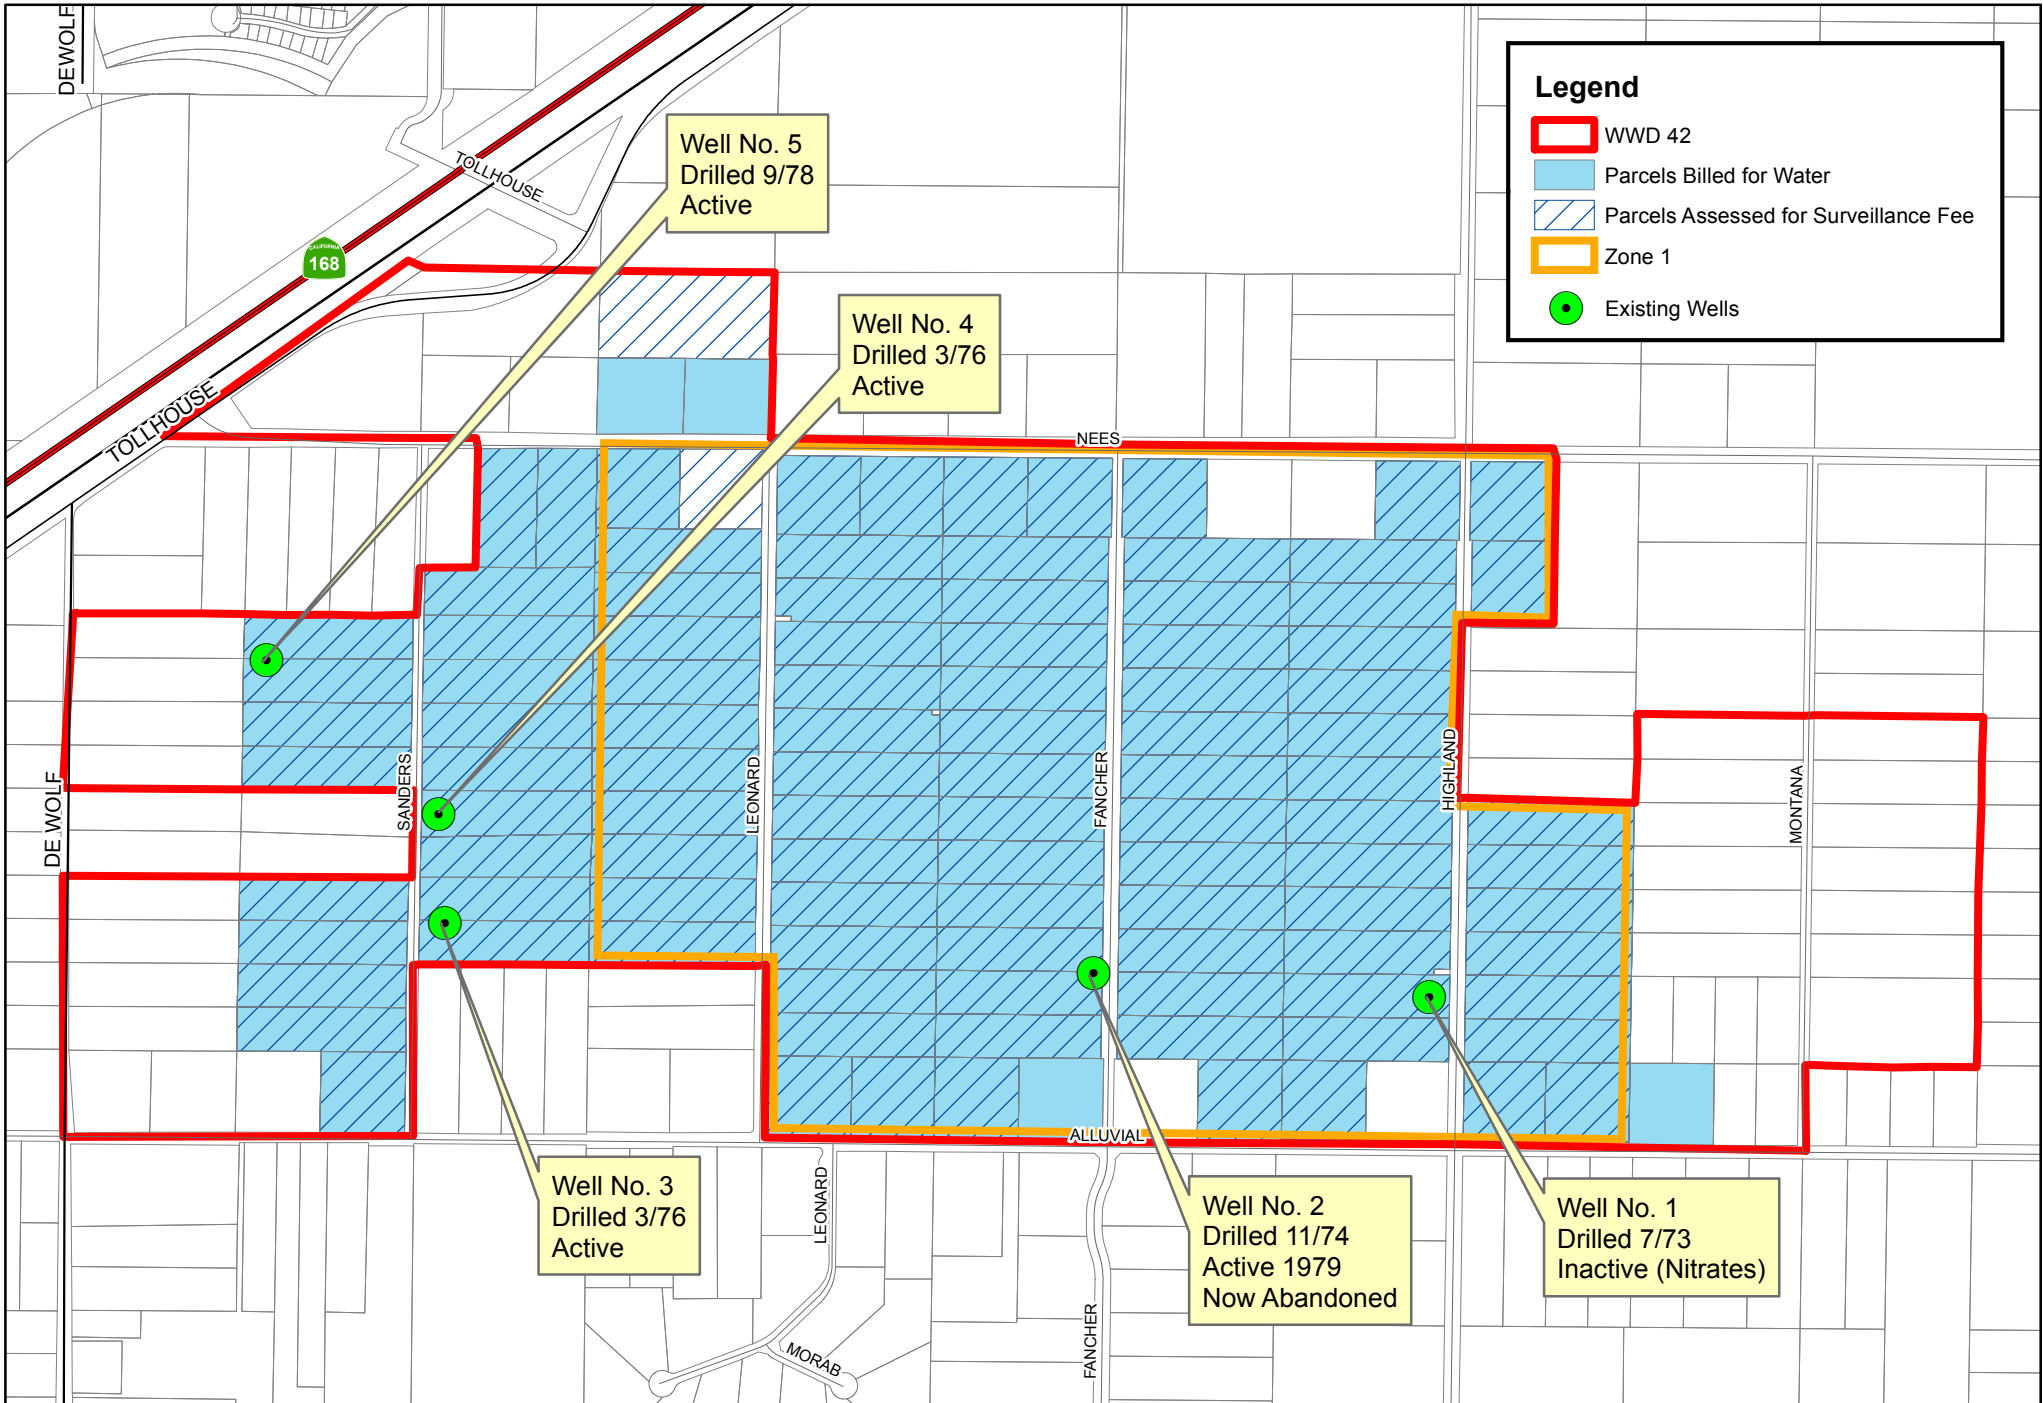 DEWOLF
TOLLHOUSE
CALIFORNIA
168
TOLLHOUSE
Well No. 5
Drilled 9/78
Active
Well No. 4
Drilled 3/76
Active
Legend
WWD 42
Parcels Billed for Water
Parcels Assessed for Surveillance Fee
Zone 1
Existing Wells
NEES
DE WOLF
SANDERS
LEONARD
FANCHER
HIGHLAND
MONTANA
ALLUVIAL
Well No. 3
Drilled 3/76
Active
LEONARD
Well No. 2
Drilled 11/74
Active 1979
Now Abandoned
Well No. 1
Drilled 7/73
Inactive (Nitrates)
FANCHER
MORAB